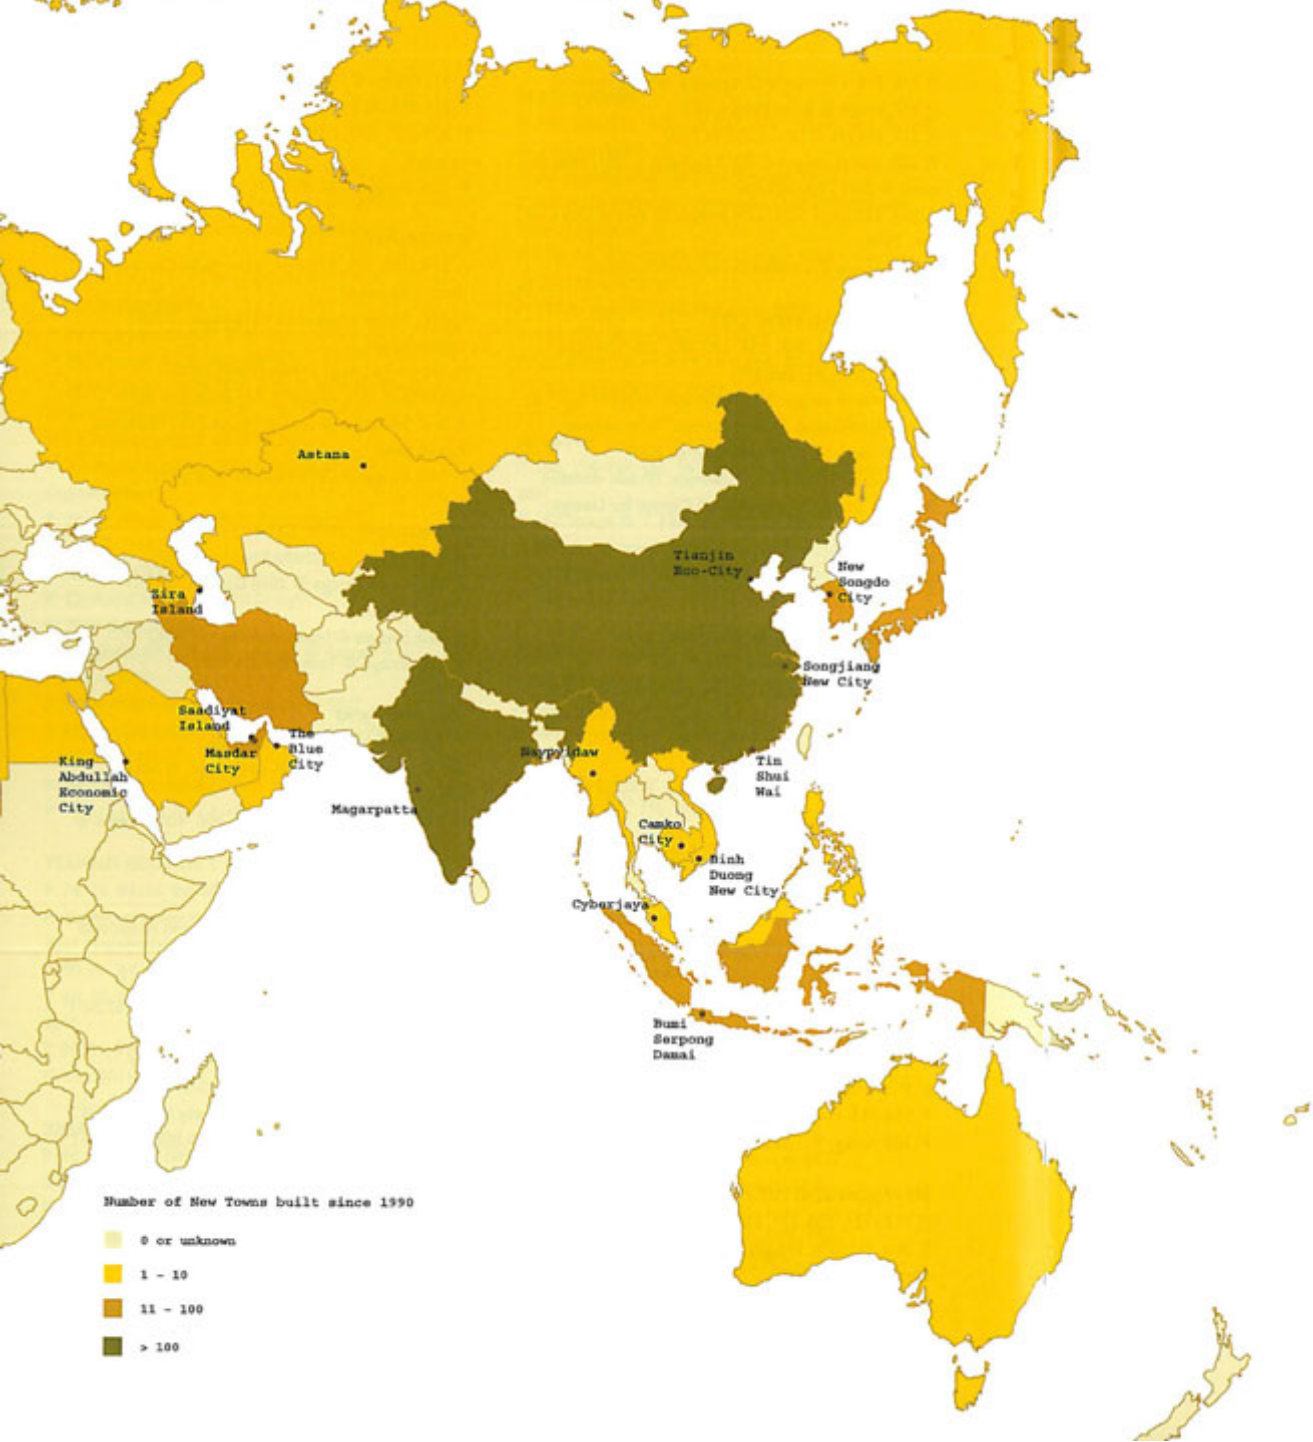 Astana
Tianjin
Eco-City
New
Songdo
City
Zira
Island
Songjiang
New City
Saadiyat
Island
The
Blue
City
Masdar
City
King
Abdullah
Economic
City
Naypyidaw
Tin
Shui
Wai
Magarpatta
Camko
City
Binh
Duong
New City
Cyberjaya
Bumi
Serpong
Damai
Number of New Towns built since 1990
0 or unknown
1 - 10
11 - 100
> 100